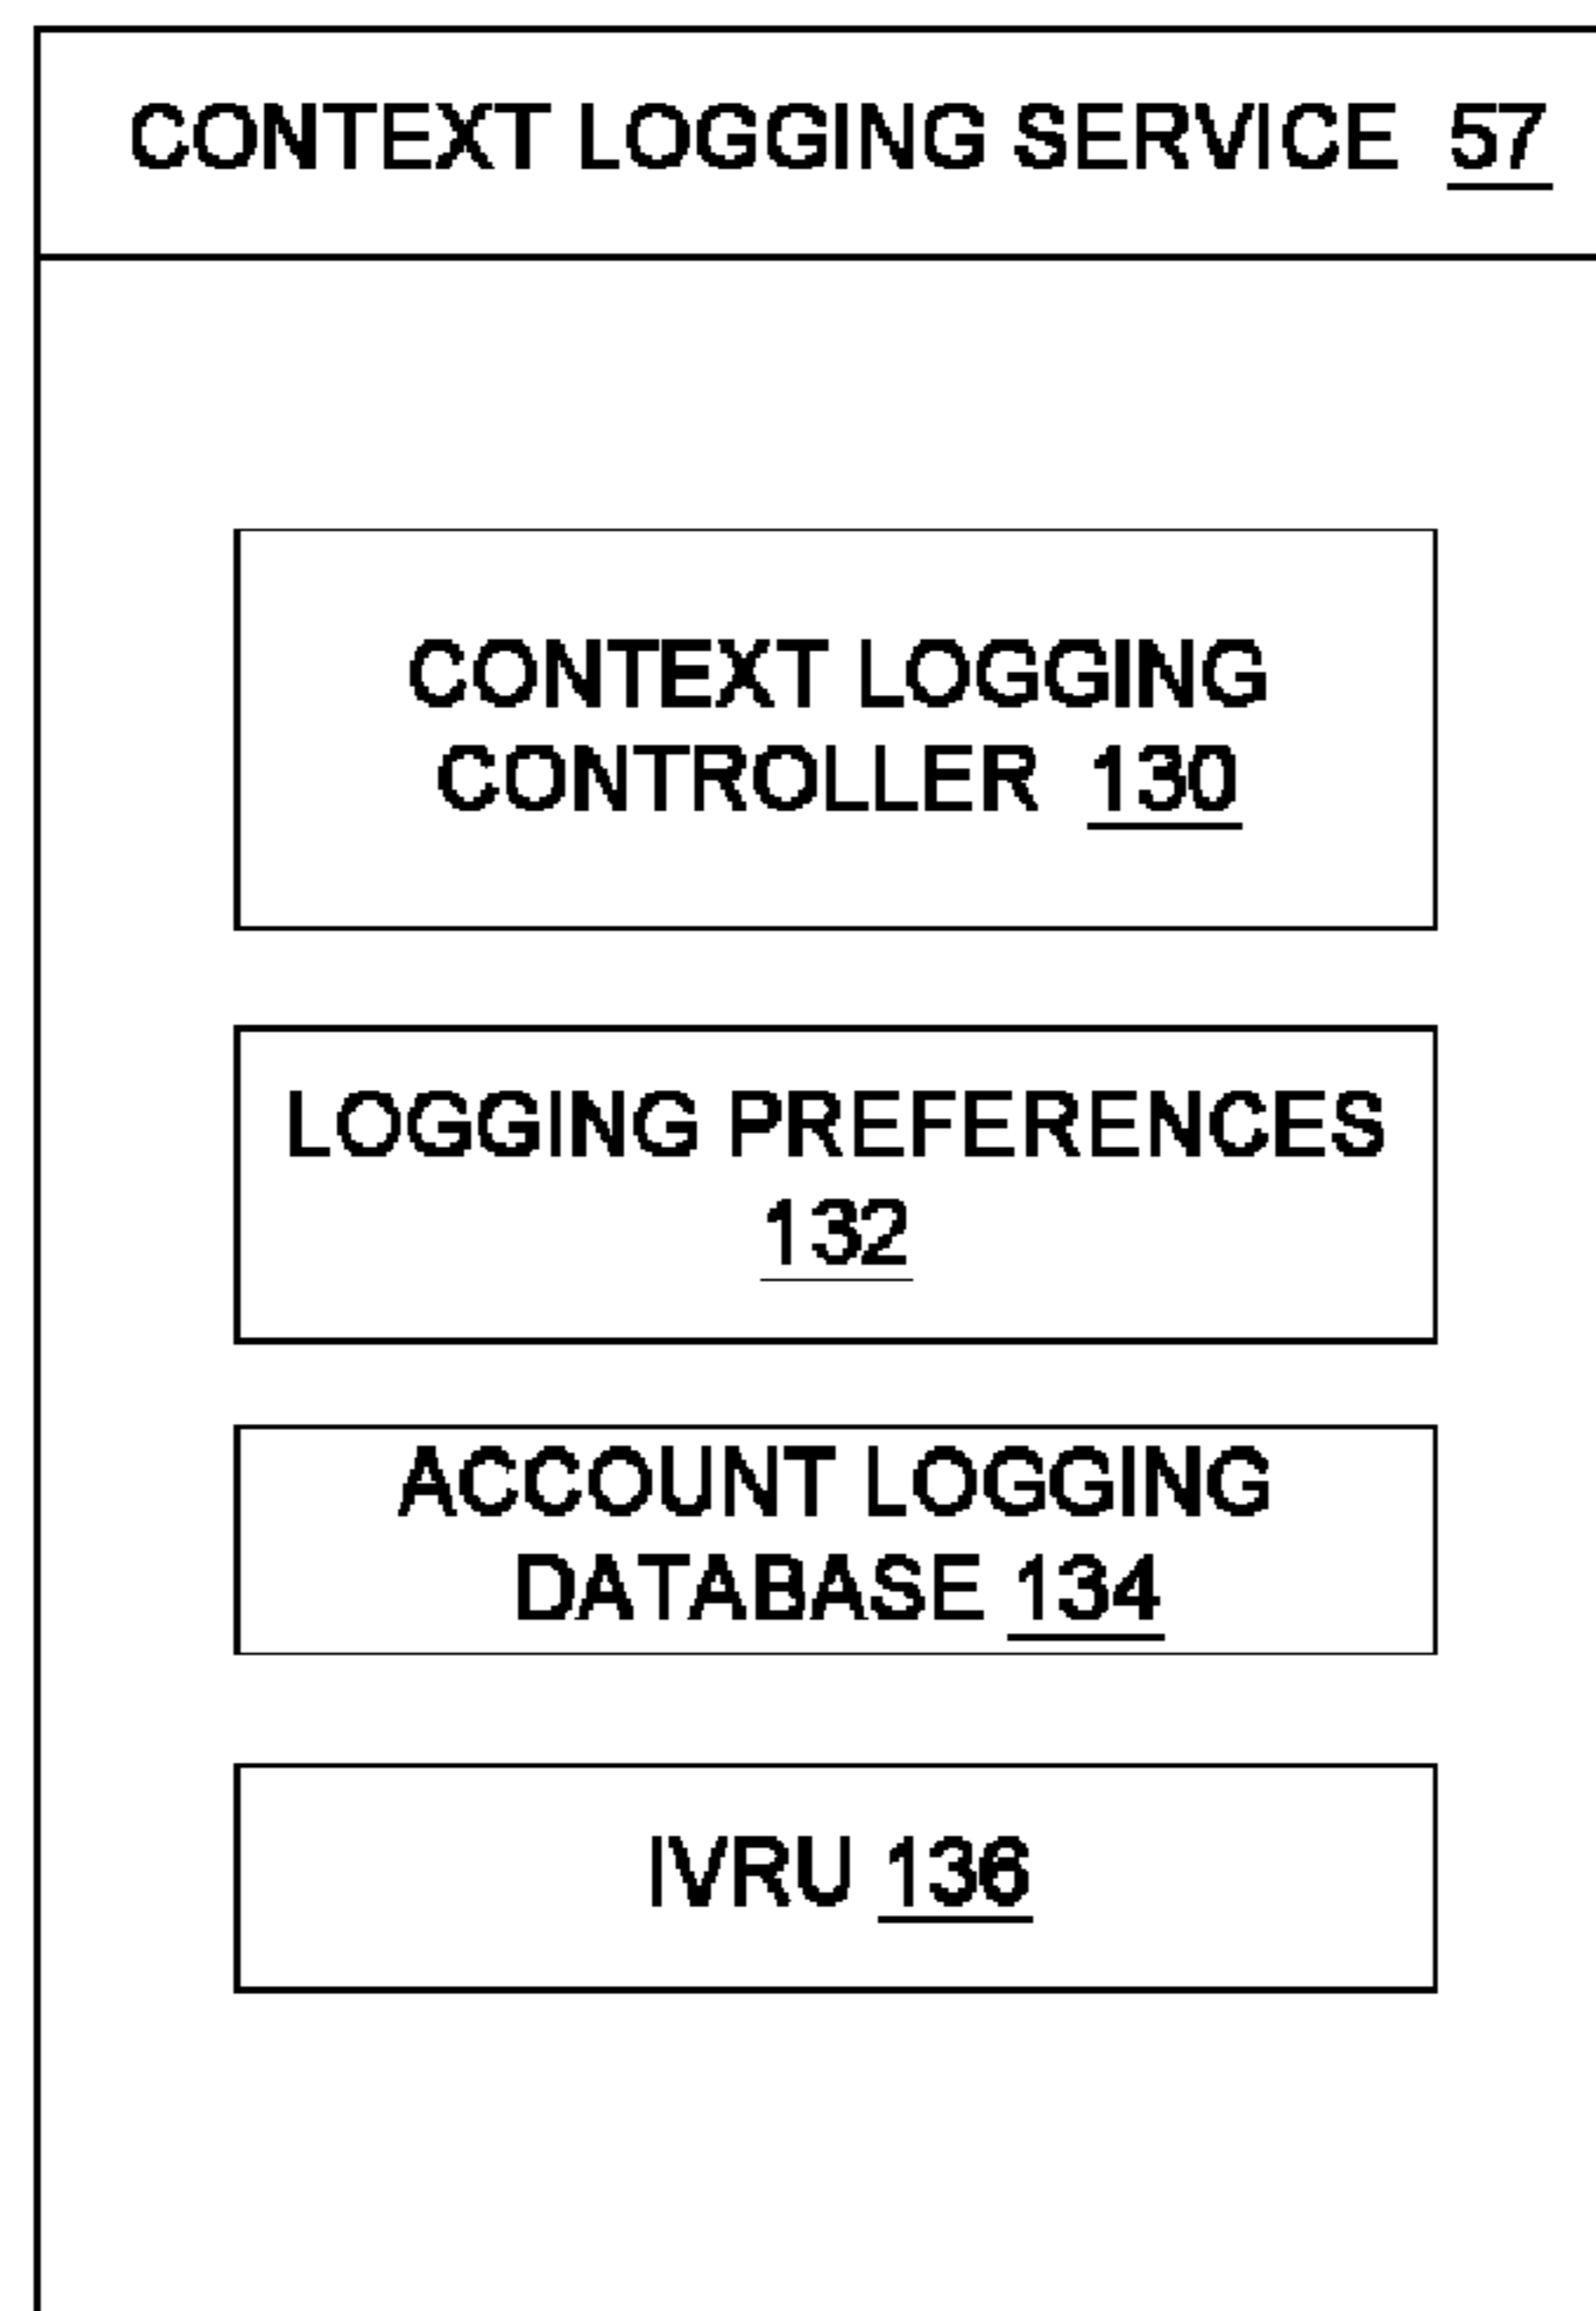 CONTEXT LOGGING SERVICE 57
CONTEXT LOGGING
CONTROLLER 130
LOGGING PREFERENCES
132
ACCOUNT LOGGING
DATABASE 134
IVRU 136